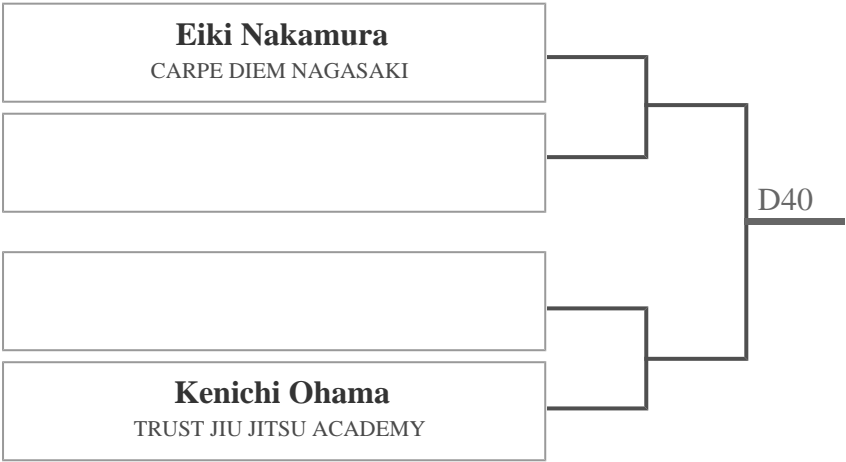 Eiki Nakamura
CARPE DIEM NAGASAKI
D40
Kenichi Ohama
TRUST JIU JITSU ACADEMY